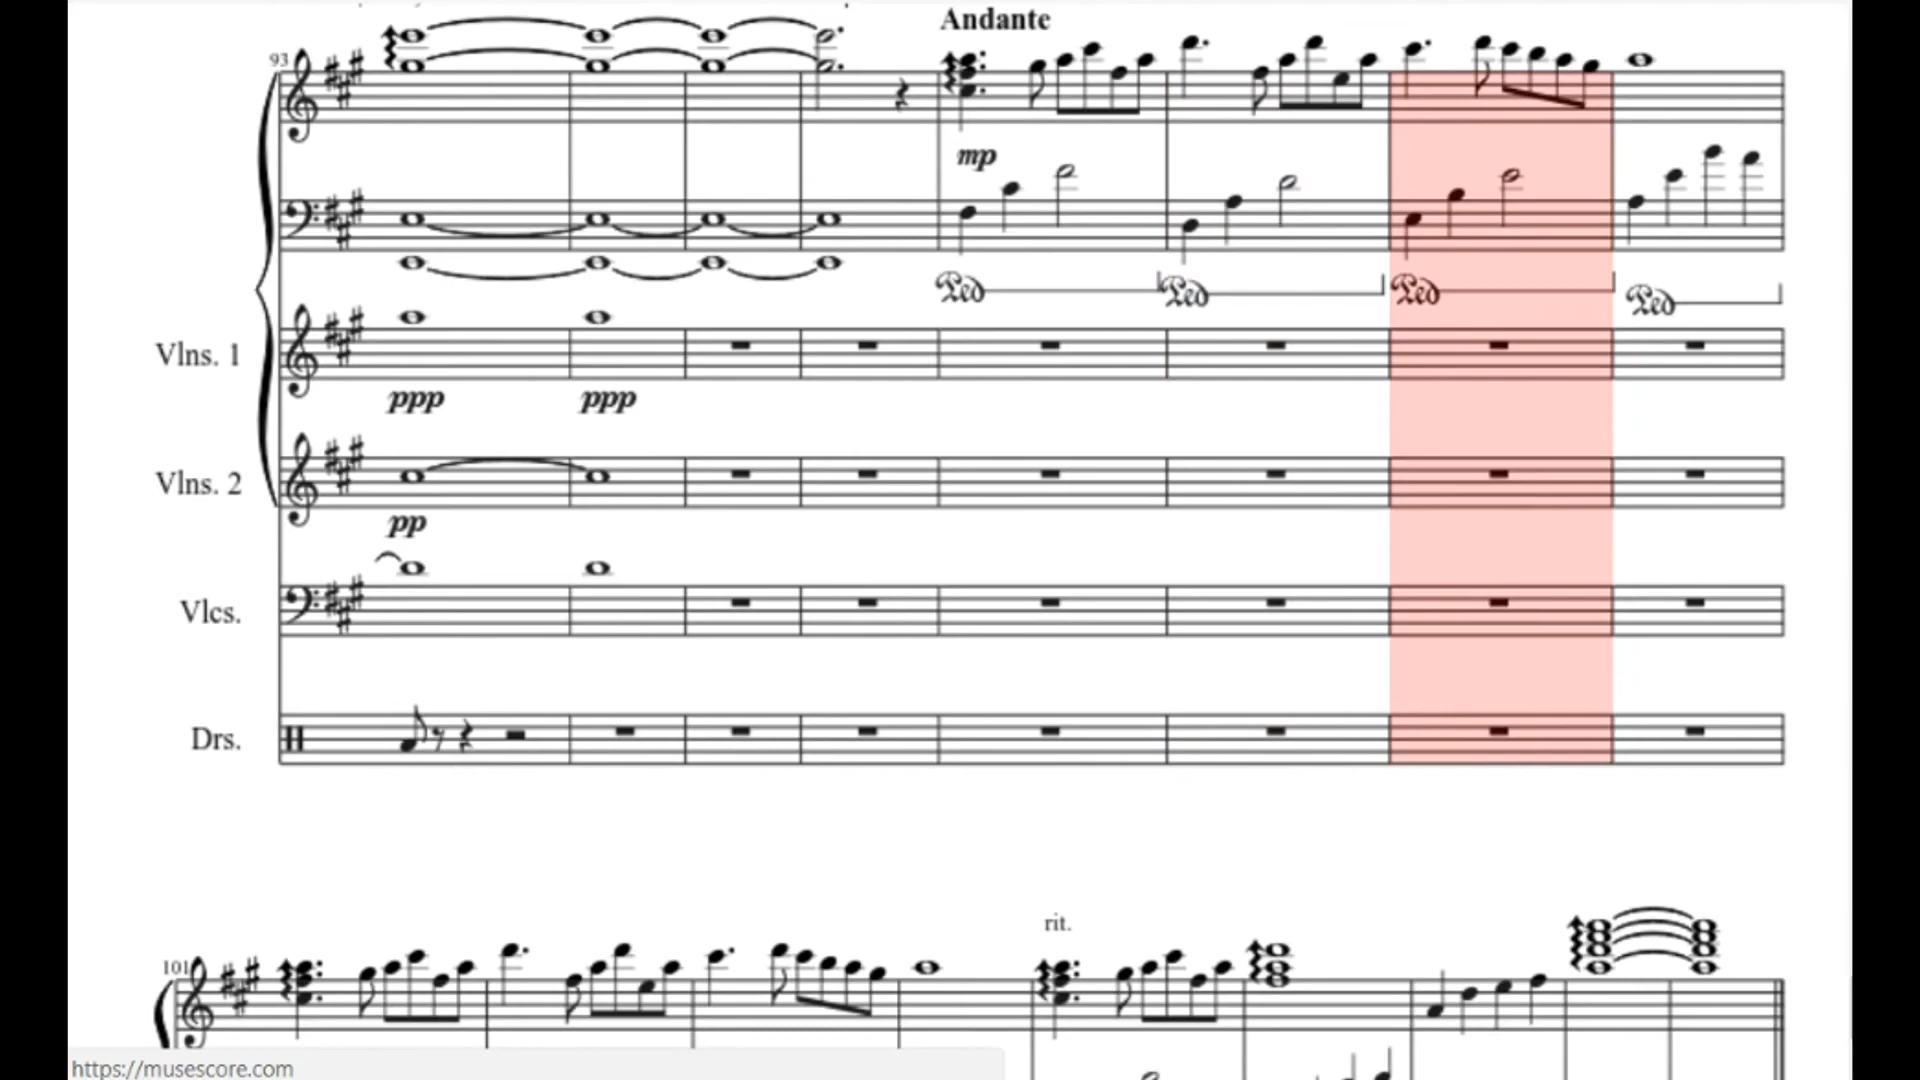 Andante
93
mp
Ped Ped Ped Ped
Vlns. 1
ppp ppp
Vlns. 2
pp
Vlcs.
Drs.
rit.
101
https://musescore.com